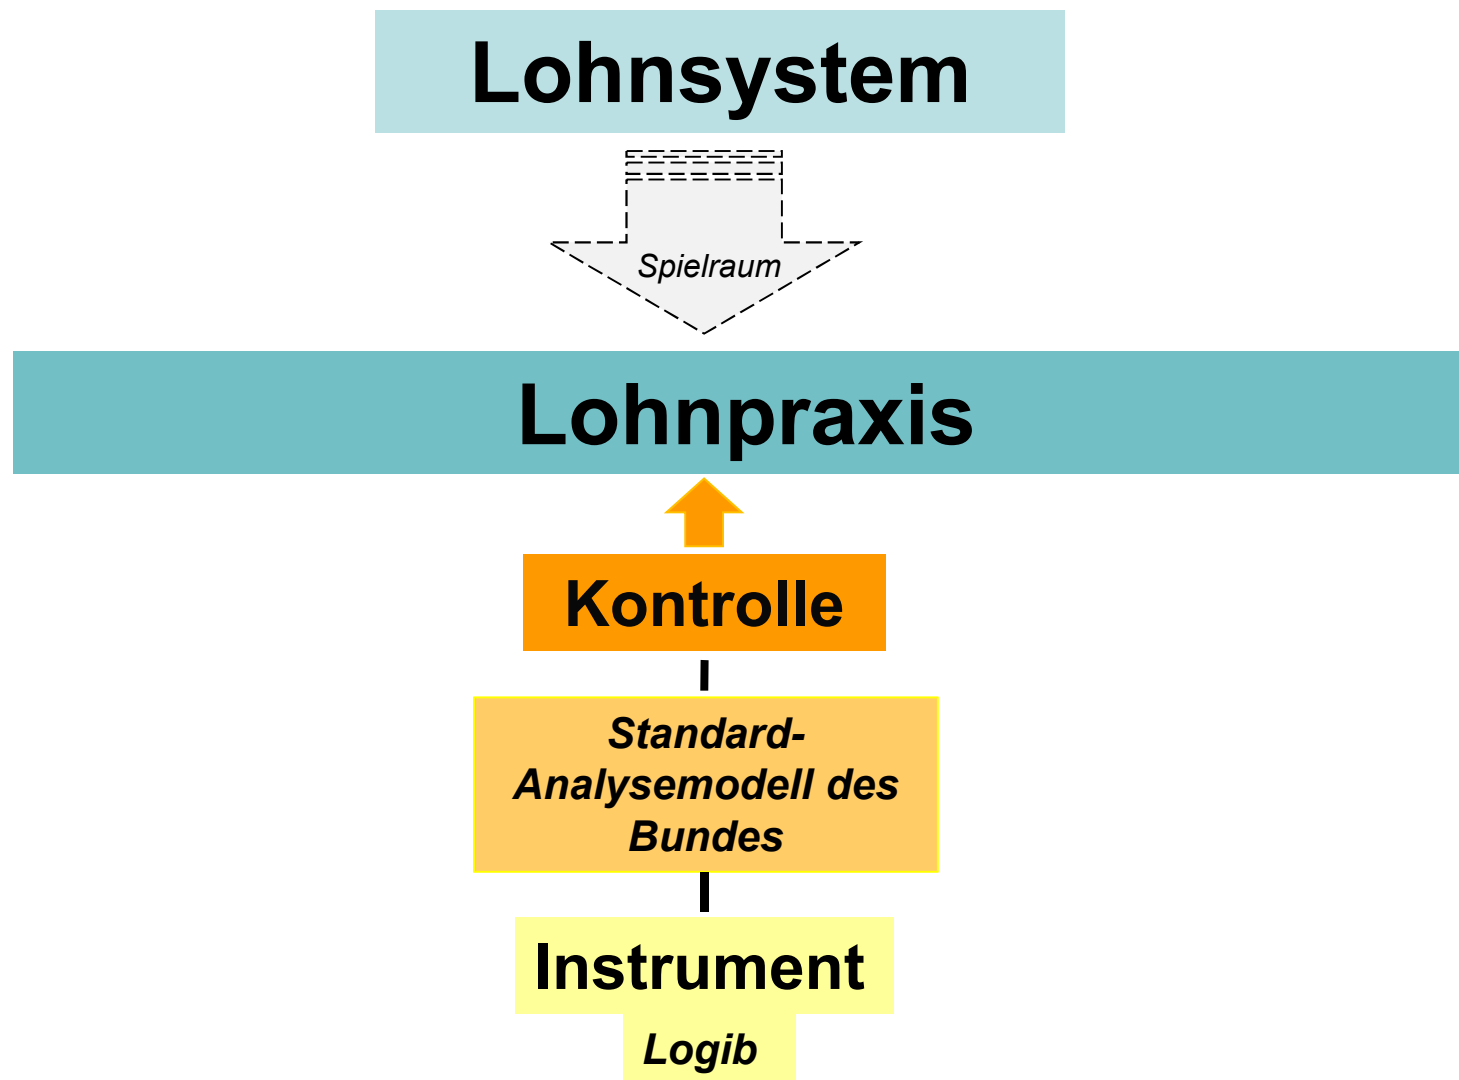 Lohnsystem
Spielraum
Lohnpraxis
Kontrolle
Standard-
Analysemodell des
Bundes
Instrument
Logib